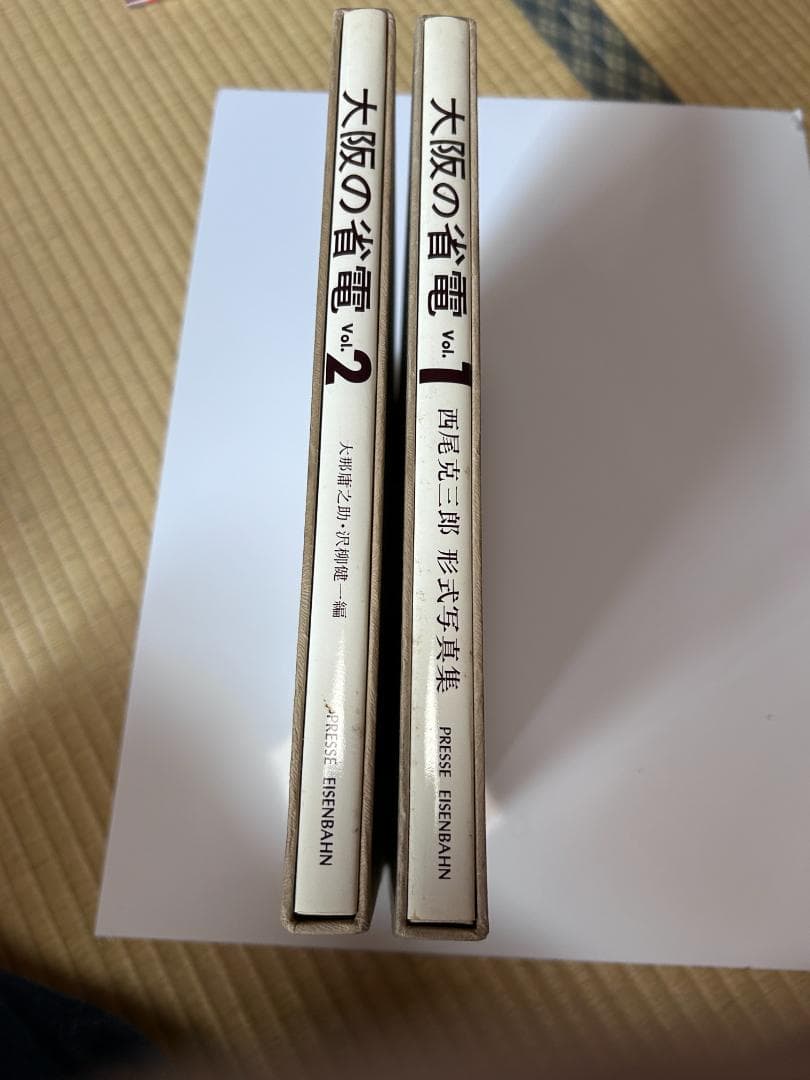 大阪の省電 Vol.2 大那庸之助・沢柳健一編 PRESSE EISENBAHN
大阪の省電 Vol.1 西尾克三郎 形式写真集 PRESSE EISENBAHN